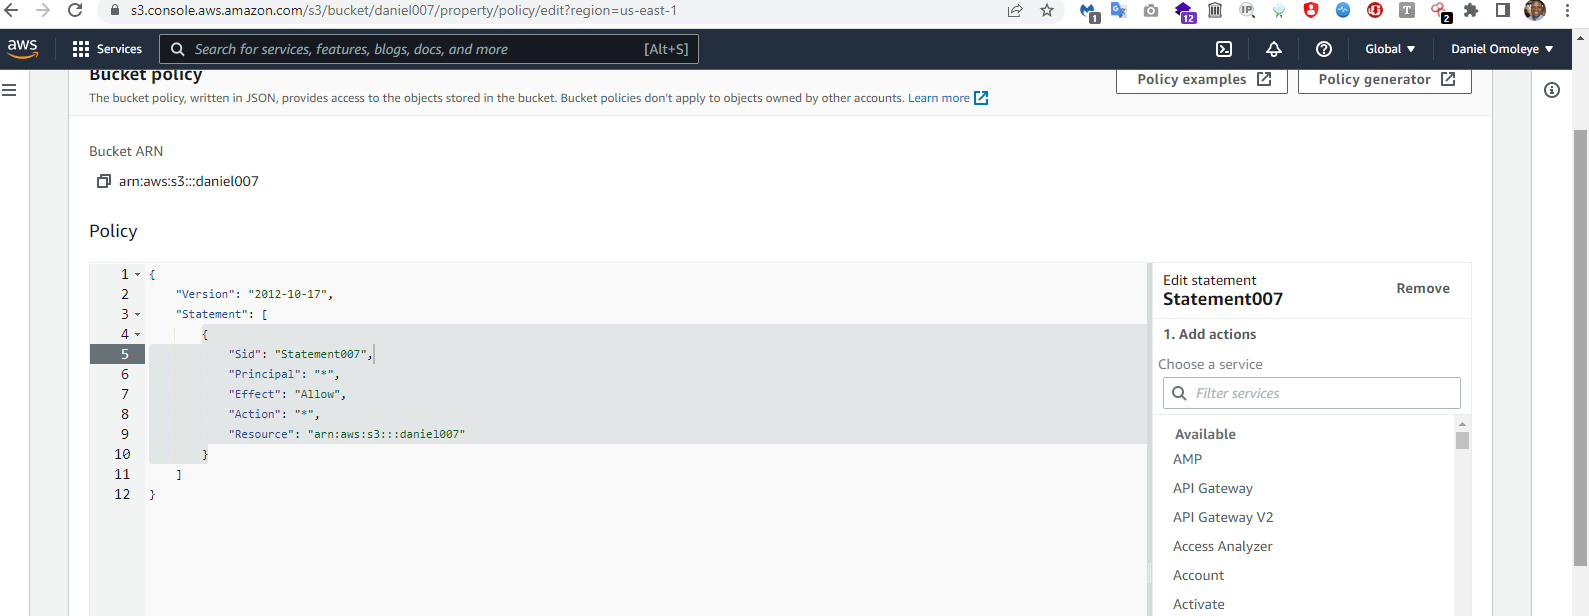 s3.console.aws.amazon.com/s3/bucket/daniel007/property/policy/edit?region=us-east-1
1
12
IP
T
2
aws
Services
Search for services, features, blogs, docs, and more
[Alt+S]
Global
Daniel Omoleye
Bucket policy
Policy examples
Policy generator
The bucket policy, written in JSON, provides access to the objects stored in the bucket. Bucket policies don't apply to objects owned by other accounts. Learn more
Bucket ARN
arn:aws:s3:::daniel007
Policy
1 {
2 "Version": "2012-10-17",
3 "Statement": [
4 {
5 "Sid": "Statement007",
6 "Principal": "*",
7 "Effect": "Allow",
8 "Action": "*",
9 "Resource": "arn:aws:s3:::daniel007"
10 }
11 ]
12 }
Edit statement
Statement007
Remove
1. Add actions
Choose a service
Filter services
Available
AMP
API Gateway
API Gateway V2
Access Analyzer
Account
Activate